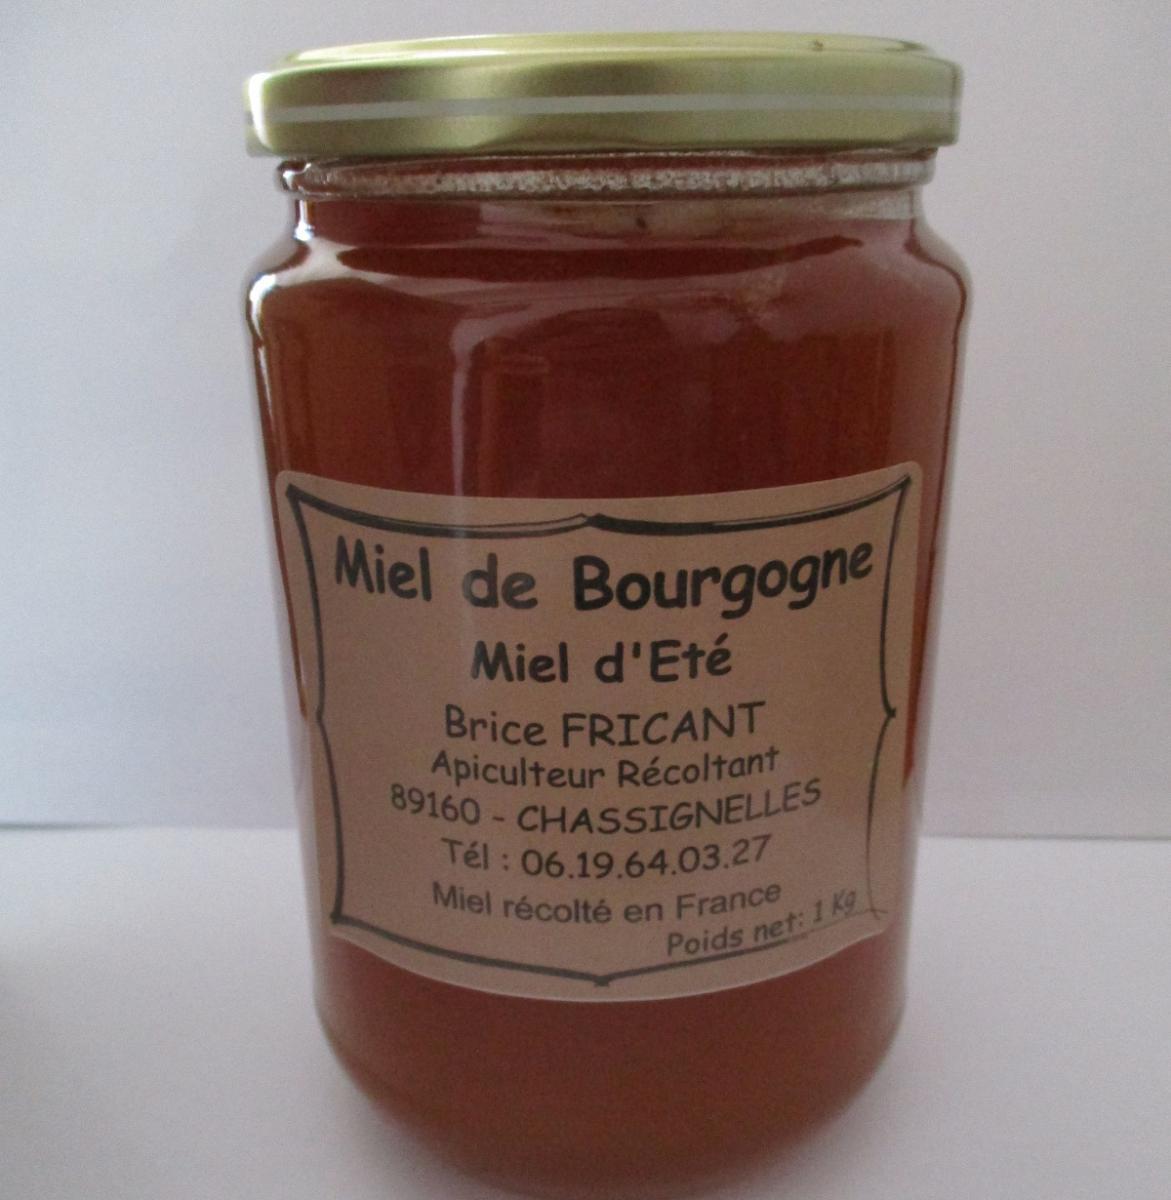 Miel de Bourgogne
Miel d'Eté
Brice FRICANT
Apiculteur Récoltant
89160 - CHASSIGNELLES
Tél : 06.19.64.03.27
Miel récolté en France
Poids net: 1 Kg